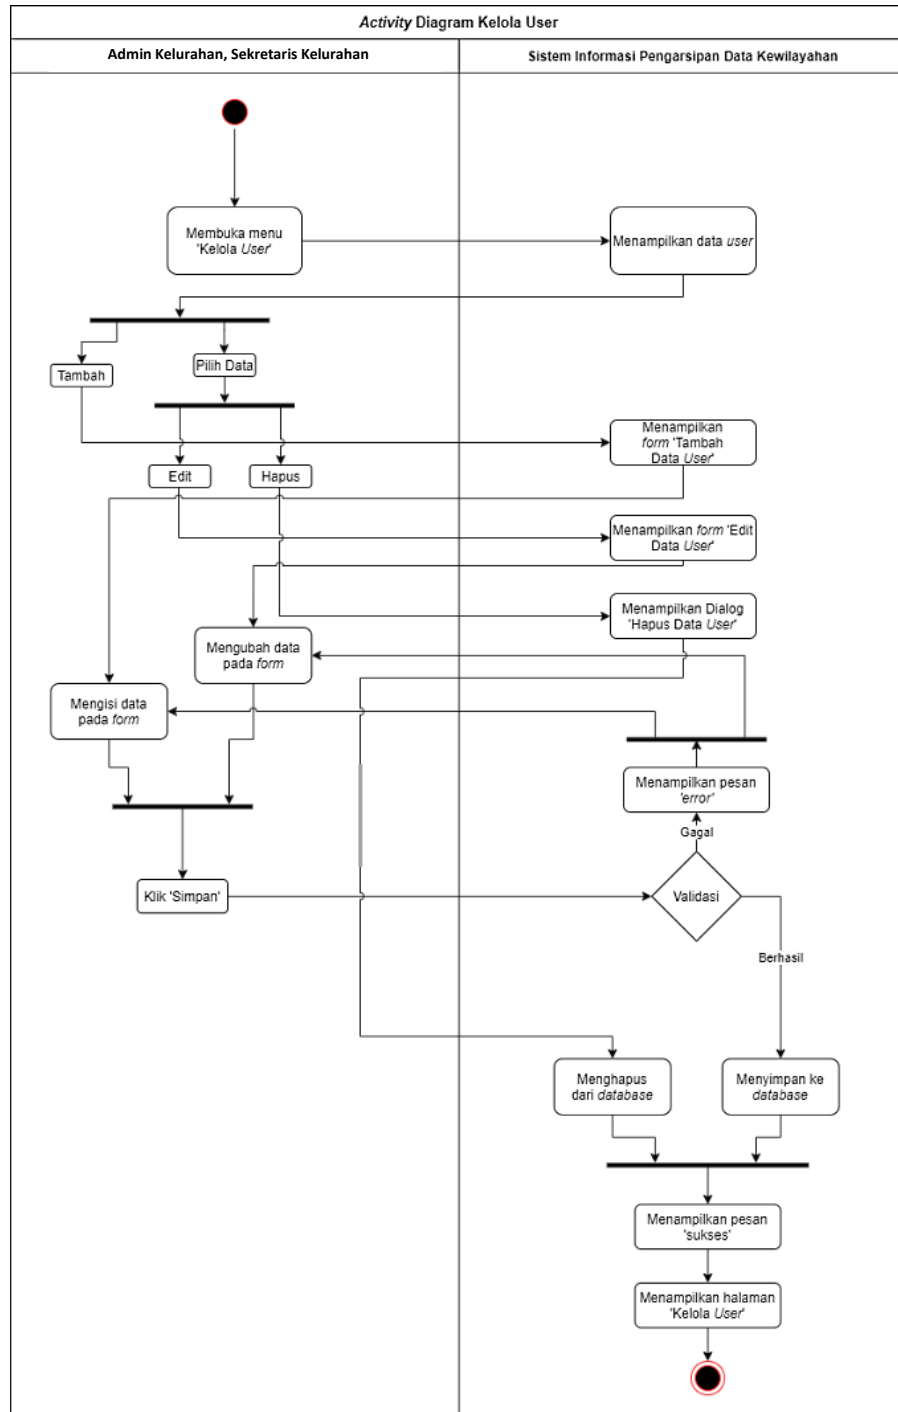 Activity Diagram Kelola User
Admin Kelurahan, Sekretaris Kelurahan
Sistem Informasi Pengarsipan Data Kewilayahan
Membuka menu
'Kelola User'
Menampilkan data user
Tambah
Pilih Data
Menampilkan
form 'Tambah
Data User'
Edit
Hapus
Menampilkan form 'Edit
Data User'
Menampilkan Dialog
'Hapus Data User'
Mengubah data
pada form
Mengisi data
pada form
Menampilkan pesan
'error'
Gagal
Klik 'Simpan'
Validasi
Berhasil
Menghapus
dari database
Menyimpan ke
database
Menampilkan pesan
'sukses'
Menampilkan halaman
'Kelola User'